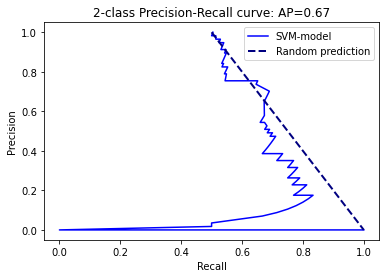 2-class Precision-Recall curve: AP=0.67
SVM-model
Random prediction
Precision
1.0
0.8
0.6
0.4
0.2
0.0
0.0 0.2 0.4 0.6 0.8 1.0
Recall